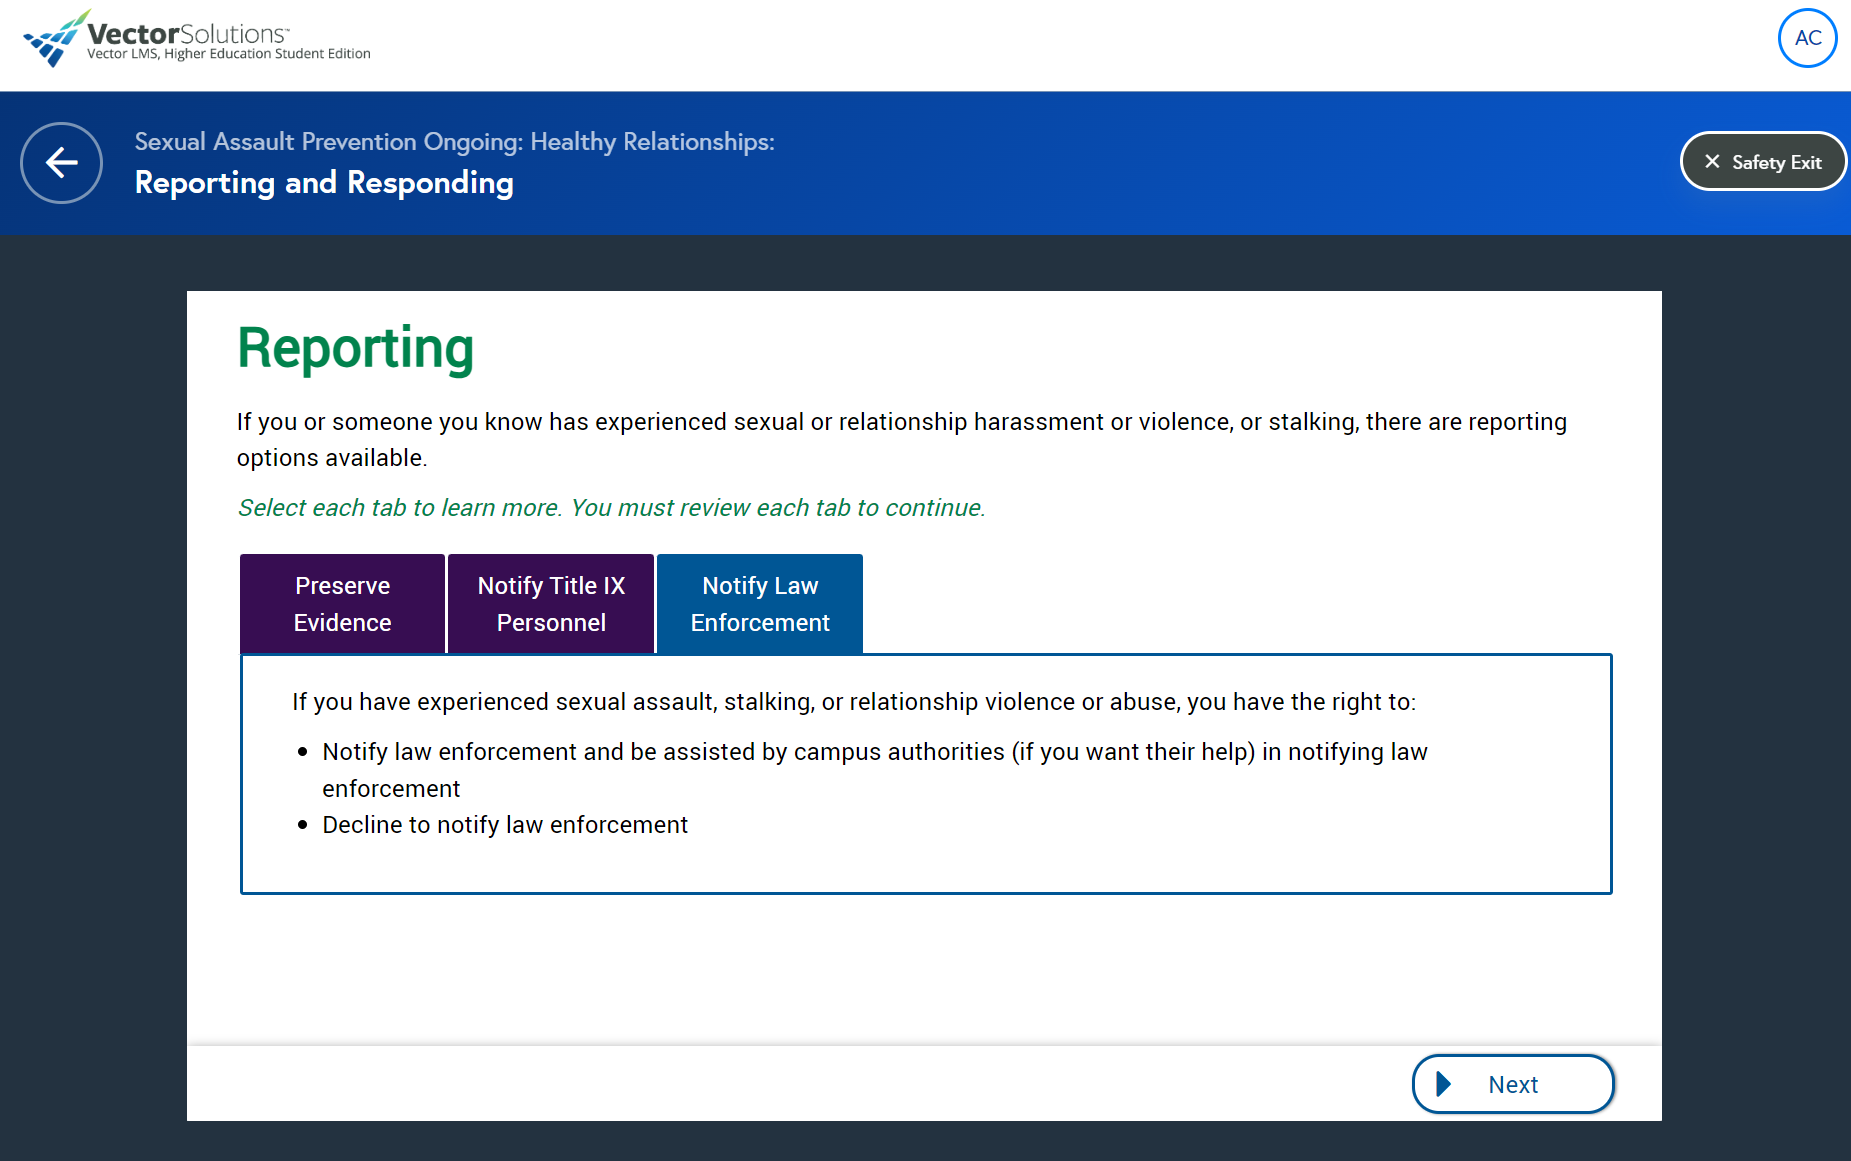 VectorSolutions™
Vector LMS, Higher Education Student Edition
AC
Sexual Assault Prevention Ongoing: Healthy Relationships:
Reporting and Responding
Safety Exit
Reporting
If you or someone you know has experienced sexual or relationship harassment or violence, or stalking, there are reporting
options available.
Select each tab to learn more. You must review each tab to continue.
Preserve
Evidence
Notify Title IX
Personnel
Notify Law
Enforcement
If you have experienced sexual assault, stalking, or relationship violence or abuse, you have the right to:
• Notify law enforcement and be assisted by campus authorities (if you want their help) in notifying law
enforcement
• Decline to notify law enforcement
Next